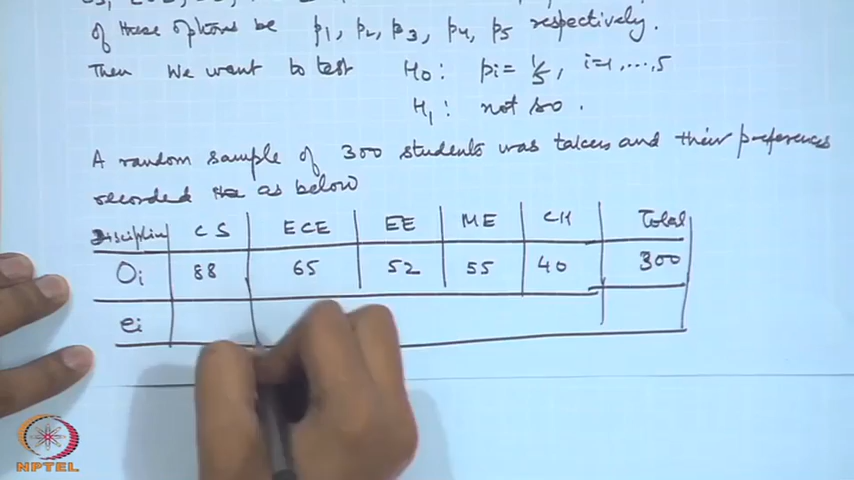 of these options be p1, p2, p3, p4, p5 respectively.
Then we want to test H0 : pi = 1/5, i=1,...,5
H1 : not so .
A random sample of 300 students was taken and their preferences
recorded as below
Discipline CS ECE EE ME CH Total
Oi 88 65 52 55 40 300
ei
NPTEL